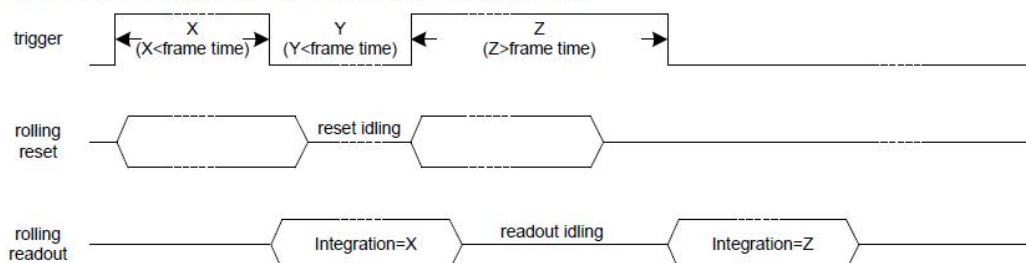 X
Y
Z
trigger
(X<frame time)
(Y<frame time)
(Z>frame time)
rolling
reset
reset idling
rolling
readout
Integration=X
readout idling
Integration=Z